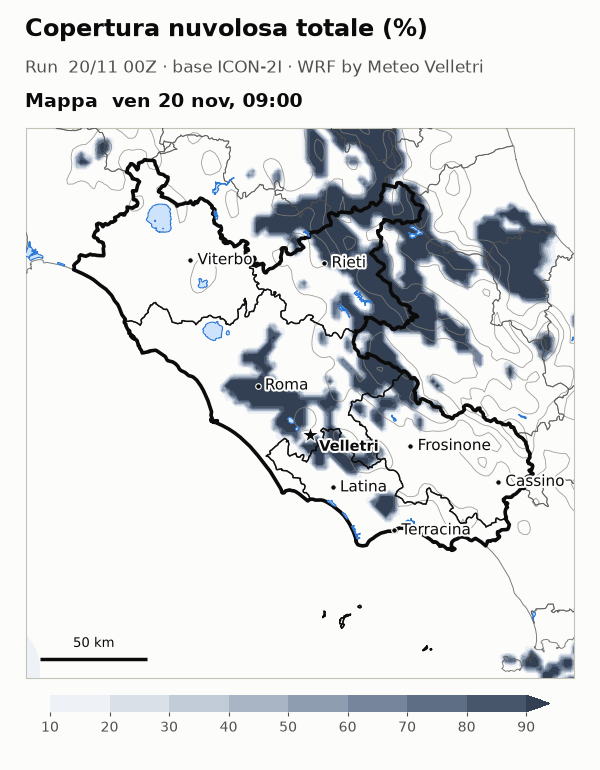 Copertura nuvolosa totale (%)
Run  20/11 00Z · base ICON-2I · WRF by Meteo Velletri
Mappa  ven 20 nov, 09:00
Viterbo
Rieti
Roma
Velletri
Frosinone
Latina
Cassino
Terracina
50 km
10 20 30 40 50 60 70 80 90